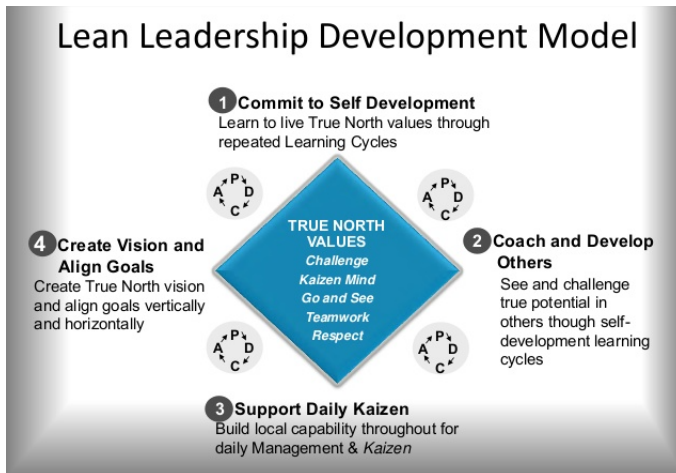 Lean Leadership Development Model
1 Commit to Self Development
Learn to live True North values through
repeated Learning Cycles
P
A D
C
P
A D
C
TRUE NORTH
VALUES
Challenge
Kaizen Mind
Go and See
Teamwork
Respect
4 Create Vision and
Align Goals
Create True North vision
and align goals vertically
and horizontally
2 Coach and Develop
Others
See and challenge
true potential in
others though self-
development learning
cycles
P
A D
C
P
A D
C
3 Support Daily Kaizen
Build local capability throughout for
daily Management & Kaizen